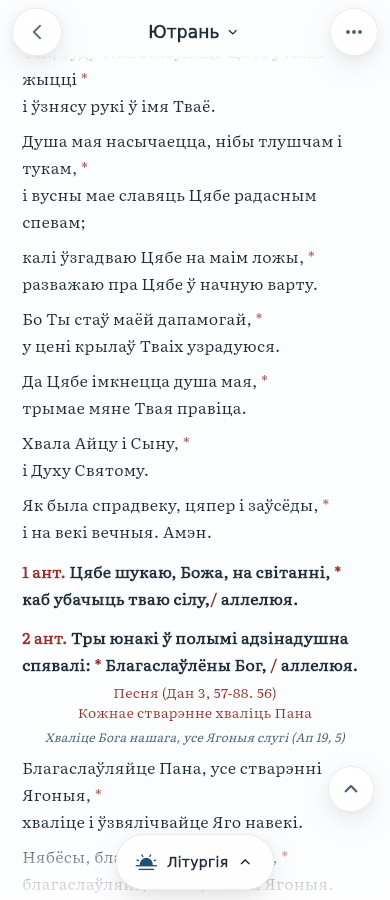 Ютрань
жыцці *
і ўзнясу рукі ў імя Тваё.
Душа мая насычаецца, нібы тлушчам і
тукам, *
і вусны мае славяць Цябе радасным
спевам;
калі ўзгадваю Цябе на маім ложы, *
разважаю пра Цябе ў начную варту.
Бо Ты стаў маёй дапамогай, *
у цені крылаў Тваіх узрадуюся.
Да Цябе імкнецца душа мая, *
трымае мяне Твая правіца.
Хвала Айцу і Сыну, *
і Духу Святому.
Як была спрадвеку, цяпер і заўсёды, *
і на векі вечныя. Амэн.
1 ант. Цябе шукаю, Божа, на світанні, *
каб убачыць тваю сілу,/ аллелюя.
2 ант. Тры юнакі ў полымі адзінадушна
спявалі: * Благаслаўлёны Бог, / аллелюя.
Песня (Дан 3, 57-88. 56)
Кожнае стварэнне хваліць Пана
Хваліце Бога нашага, усе Ягоныя слугі (Ап 19, 5)
Благаслаўляйце Пана, усе стварэнні
Ягоныя, *
хваліце і ўзвялічвайце Яго навекі.
Нябёсы, *
Ягоныя.
Літургія